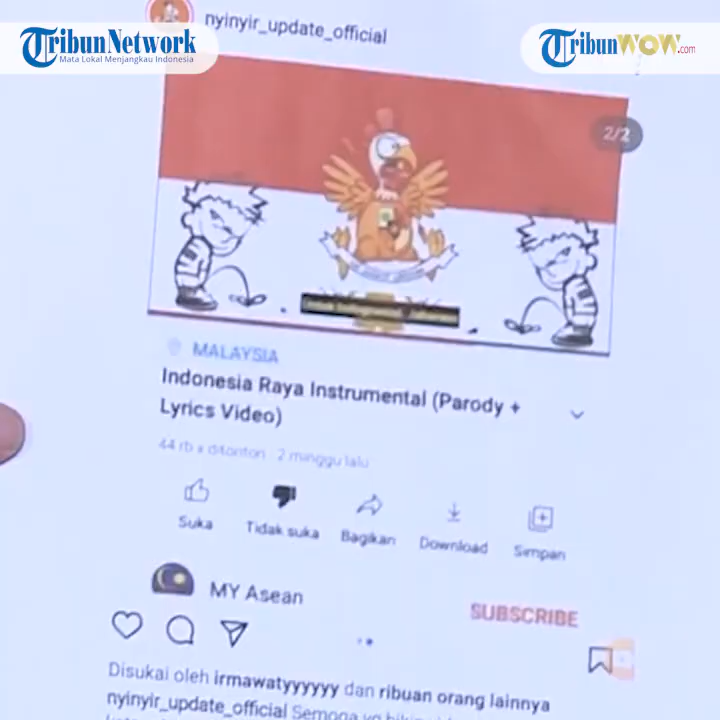 nyinyir_update_official
TribunNetwork
Mata Lokal Menjangkau Indonesia
TribunWOW.com
2/2
MALAYSIA
Indonesia Raya Instrumental (Parody +
Lyrics Video)
44 rb x ditonton 2 minggu lalu
Suka
Tidak suka
Bagikan
Download
Simpan
MY Asean
SUBSCRIBE
Disukai oleh irmawatyyyyyy dan ribuan orang lainnya
nyinyir_update_official Semoga yg